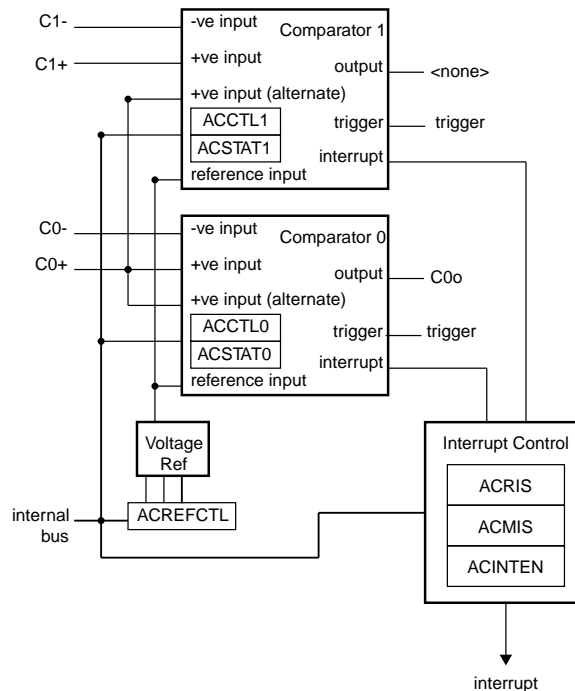 C1-
-ve input
Comparator 1
C1+
+ve input
output
<none>
+ve input (alternate)
ACCTL1
trigger
trigger
ACSTAT1
interrupt
reference input
C0-
-ve input
Comparator 0
C0+
+ve input
output
C0o
+ve input (alternate)
ACCTL0
trigger
trigger
ACSTAT0
interrupt
reference input
Voltage
Ref
Interrupt Control
ACRIS
internal
bus
ACREFCTL
ACMIS
ACINTEN
interrupt